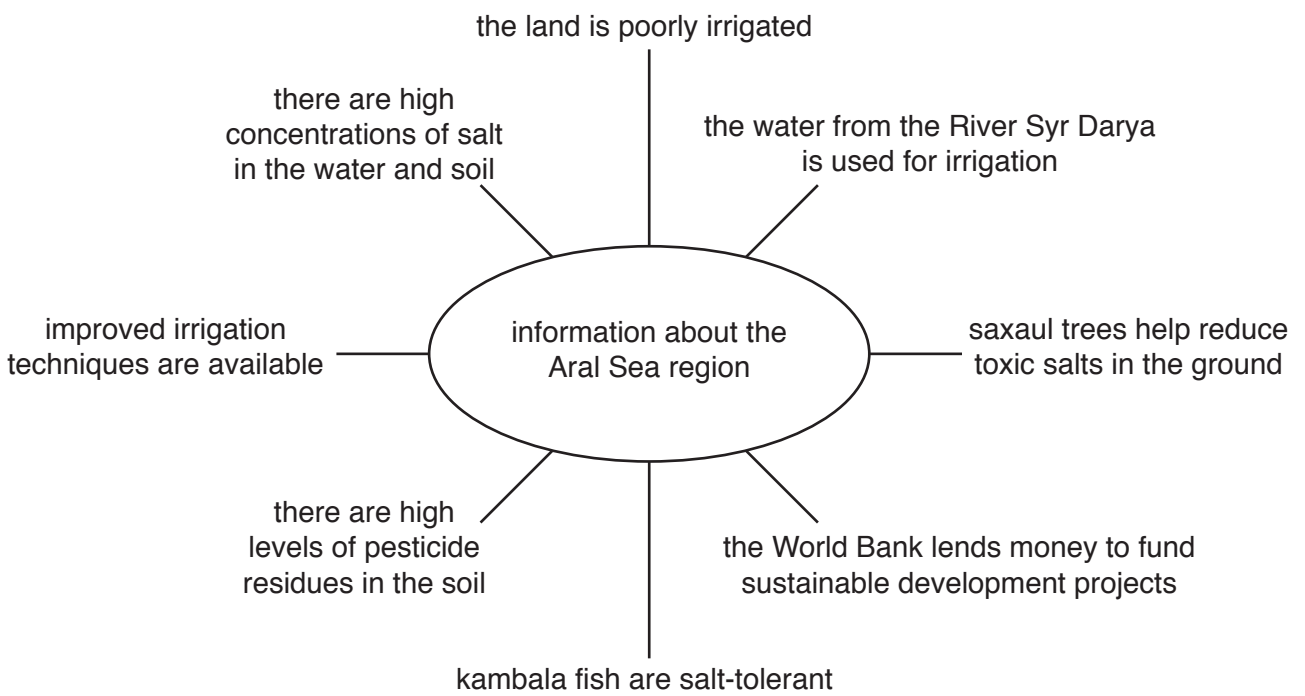 the land is poorly irrigated
there are high
concentrations of salt
in the water and soil
the water from the River Syr Darya
is used for irrigation
improved irrigation
techniques are available
information about the
Aral Sea region
saxaul trees help reduce
toxic salts in the ground
there are high
levels of pesticide
residues in the soil
the World Bank lends money to fund
sustainable development projects
kambala fish are salt-tolerant